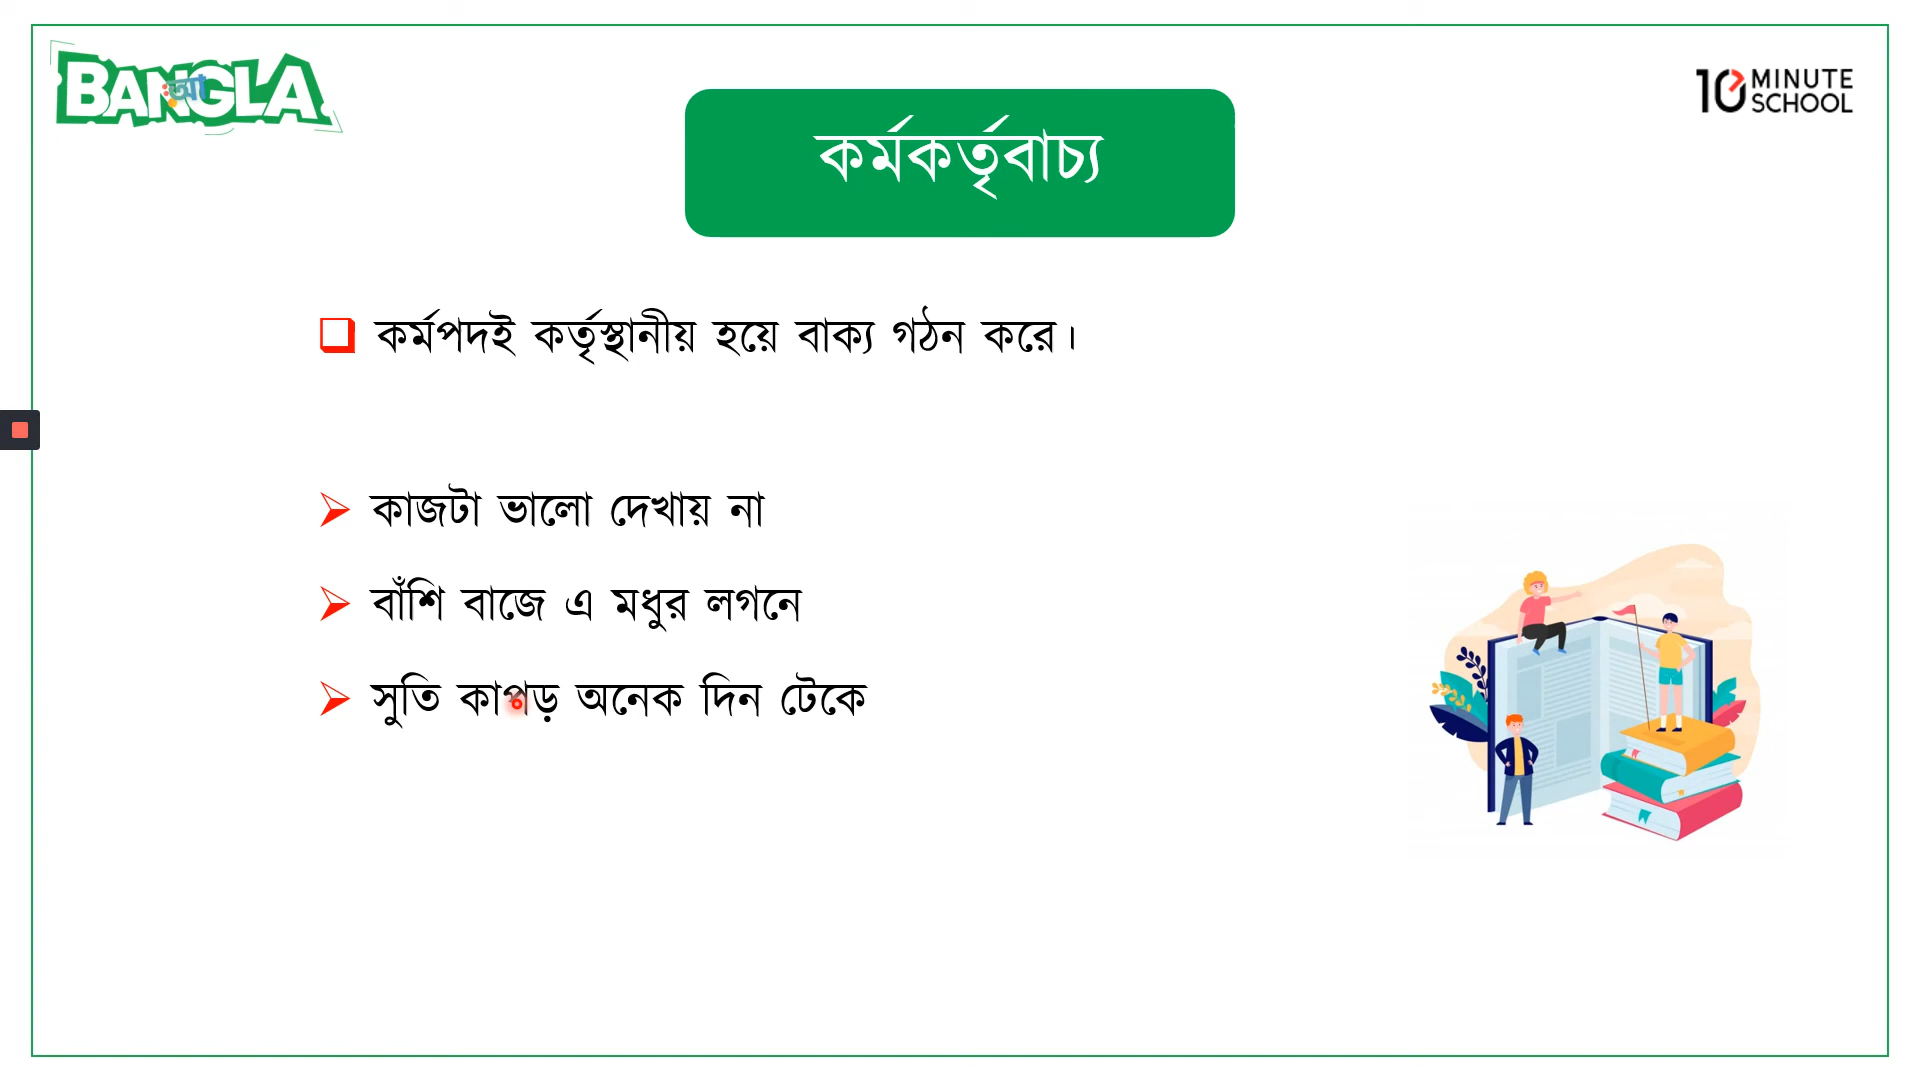 BANGLA
আ
10 MINUTE SCHOOL
কর্মকর্তৃবাচ্য
কর্মপদই কর্তৃস্থানীয় হয়ে বাক্য গঠন করে।
কাজটা ভালো দেখায় না
বাঁশি বাজে এ মধুর লগনে
সুতি কাপড় অনেক দিন টেকে